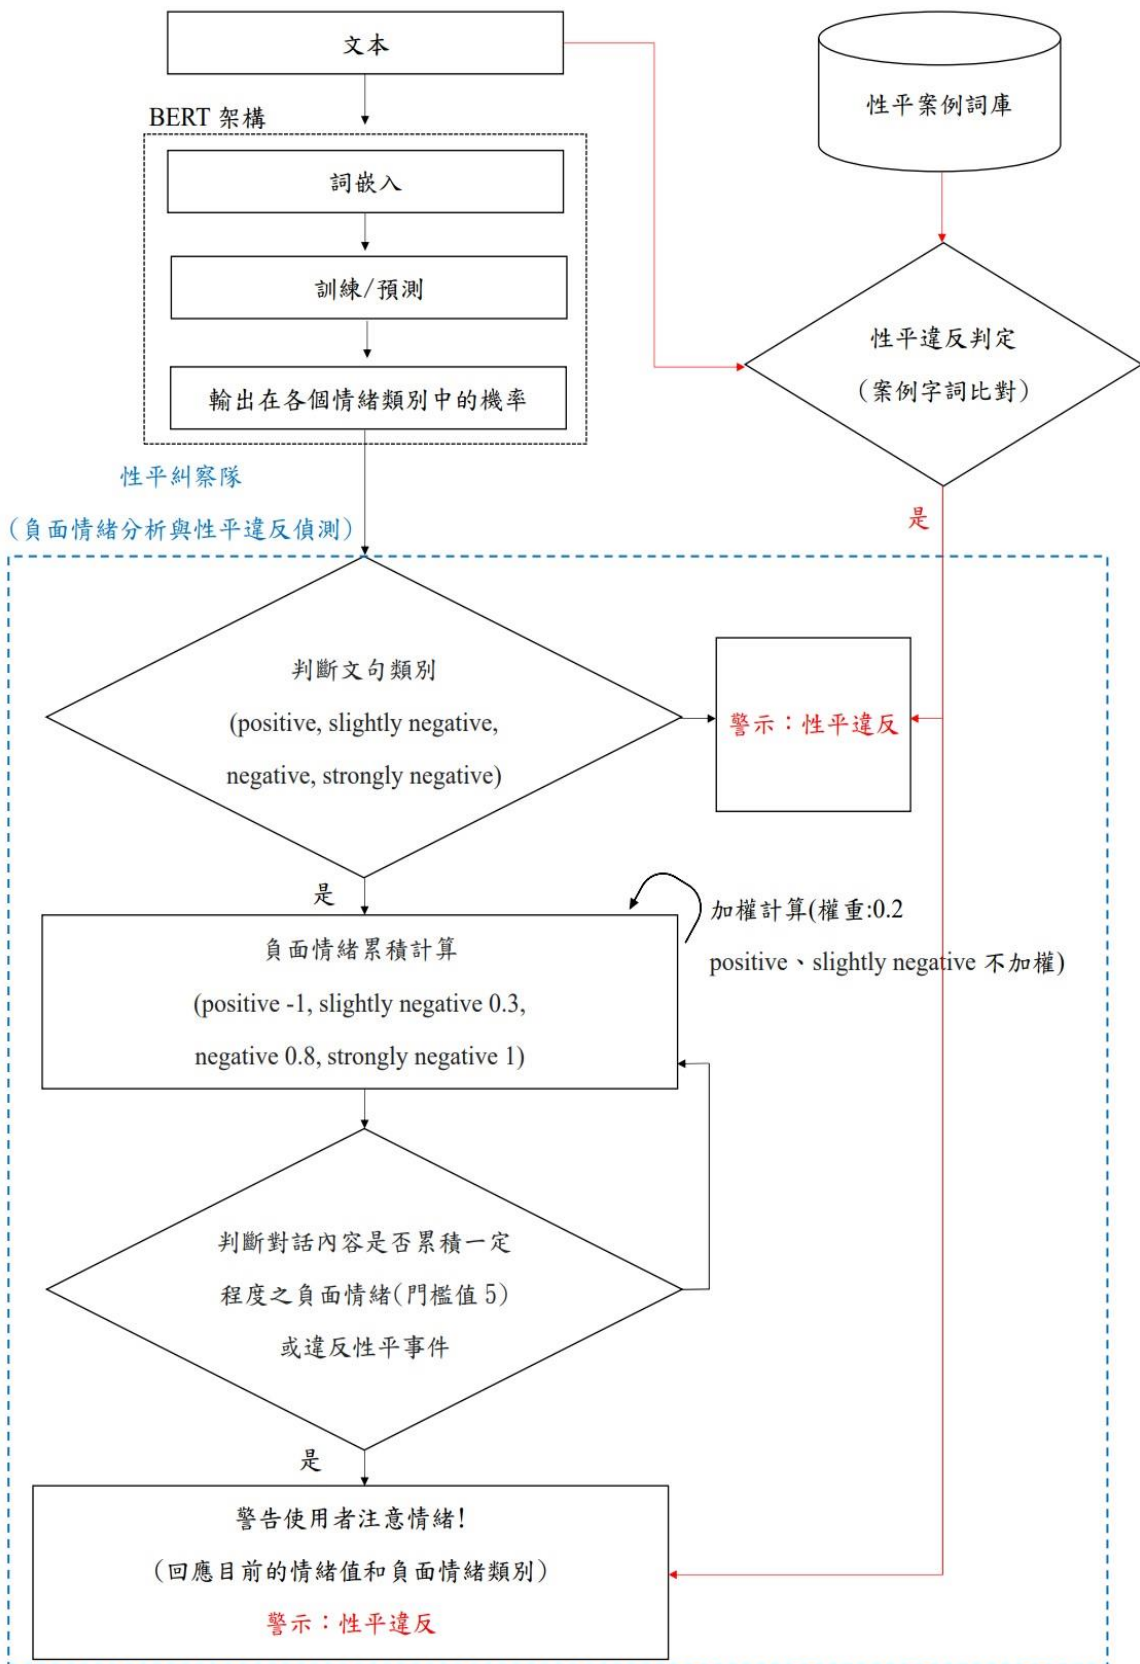 文本
性平案例詞庫
BERT 架構
詞嵌入
訓練/預測
輸出在各個情緒類別中的機率
性平違反判定
（案例字詞比對）
是
性平糾察隊
（負面情緒分析與性平違反偵測）
判斷文句類別
(positive, slightly negative,
negative, strongly negative)
警示：性平違反
是
負面情緒累積計算
(positive -1, slightly negative 0.3,
negative 0.8, strongly negative 1)
加權計算(權重:0.2
positive、slightly negative 不加權)
判斷對話內容是否累積一定
程度之負面情緒(門檻值 5)
或違反性平事件
是
警告使用者注意情緒!
（回應目前的情緒值和負面情緒類別）
警示：性平違反